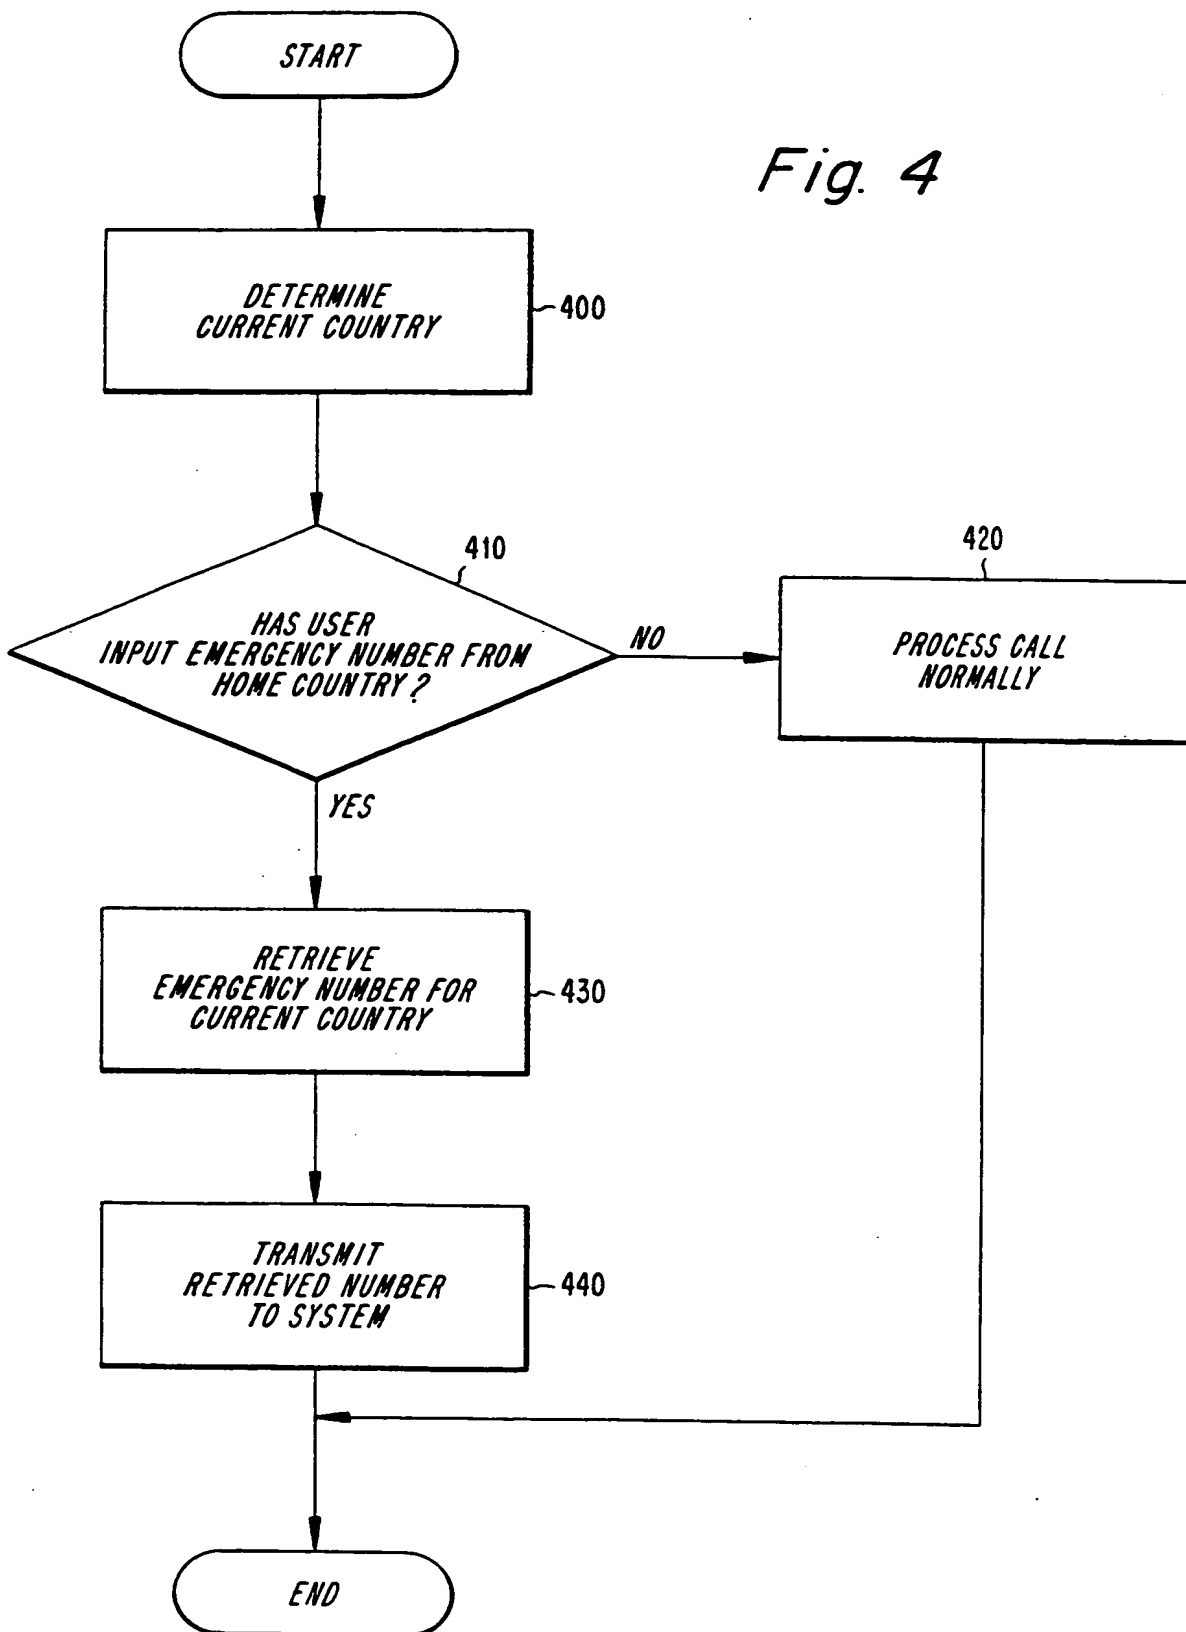 START
Fig. 4
DETERMINE
CURRENT COUNTRY
400
410
HAS USER
INPUT EMERGENCY NUMBER FROM
HOME COUNTRY?
NO
420
PROCESS CALL
NORMALLY
YES
RETRIEVE
EMERGENCY NUMBER FOR
CURRENT COUNTRY
430
TRANSMIT
RETRIEVED NUMBER
TO SYSTEM
440
END